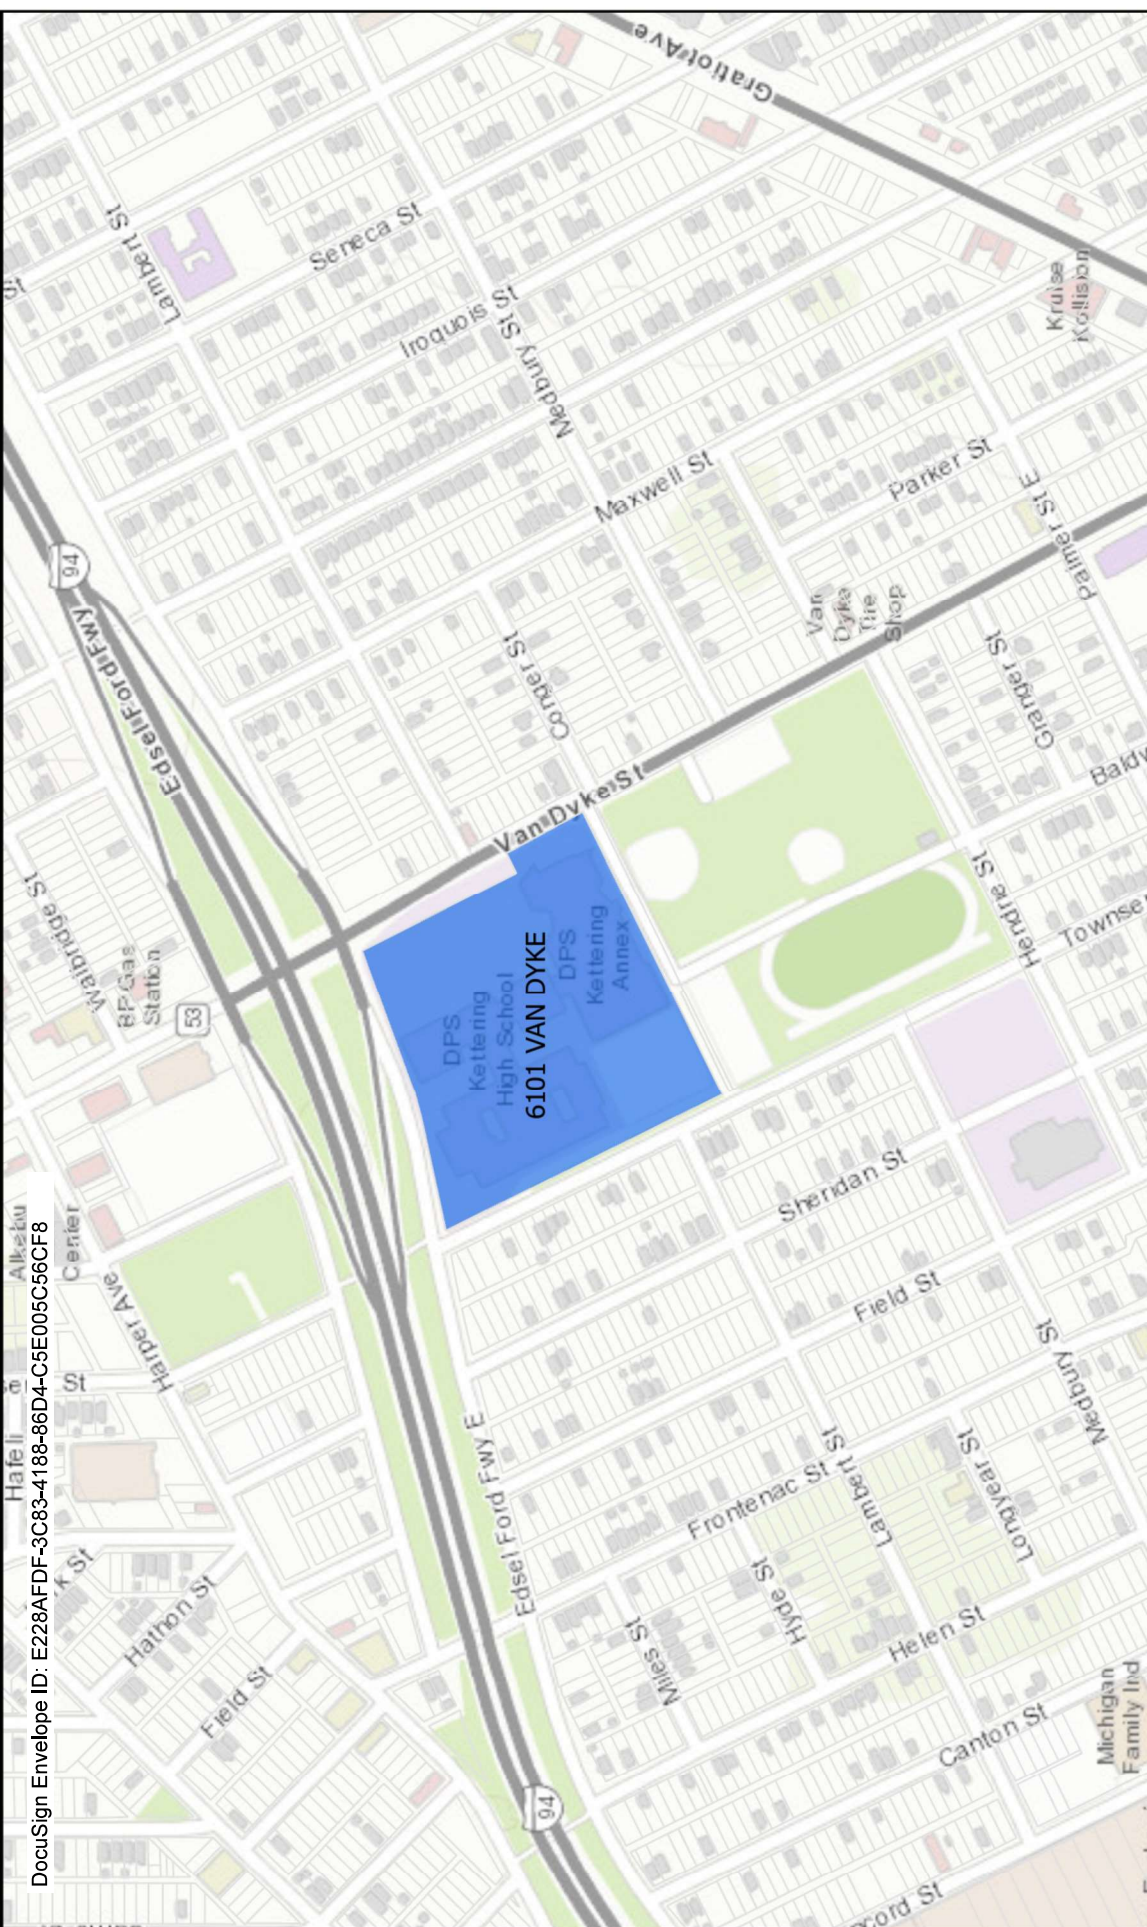 DocuSign Envelope ID: E228AFDF-3C83-4188-86D4-C5E005C56CF8
Hafeli
St
Alkebu
Center
Harper Ave
Hathon St
Field St
BP Gas
Station
53
Walbridge St
94
Edsel Ford Fwy
Lambert St
St
Seneca St
Iroquois St
Medbury St
Gratiot Ave
Maxwell St
Conger St
Parker St
Palmer St E
Kruise
Kollision
Van
Dyke
Tire
Shop
Van Dyke St
DPS
Kettering
High School
6101 VAN DYKE
DPS
Kettering
Annex
Granger St
Hendrie St
Sheridan St
Field St
Medbury St
Edsel Ford Fwy E
Frontenac St
Lambert St
Longyear St
Hyde St
Miles St
Helen St
Canton St
94
Michigan
Family Ind